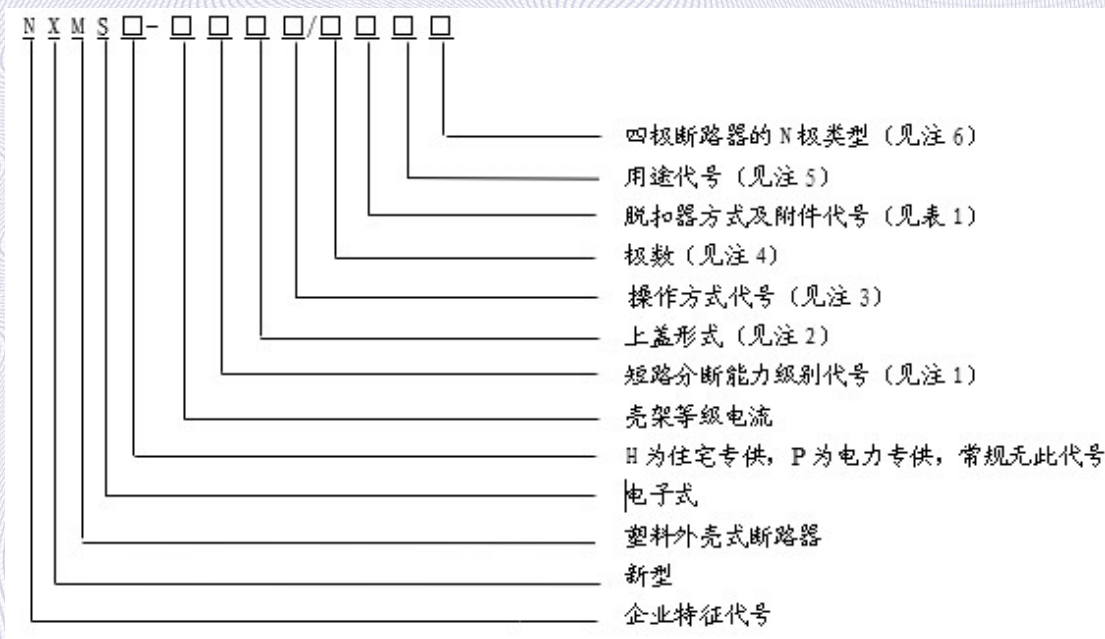 N X M S □-□ □ □ □/□ □ □ □
四极断路器的N极类型（见注6）
用途代号（见注5）
脱扣器方式及附件代号（见表1）
极数（见注4）
操作方式代号（见注3）
上盖形式（见注2）
短路分断能力级别代号（见注1）
壳架等级电流
H为住宅专供，P为电力专供，常规无此代号
电子式
塑料外壳式断路器
新型
企业特征代号